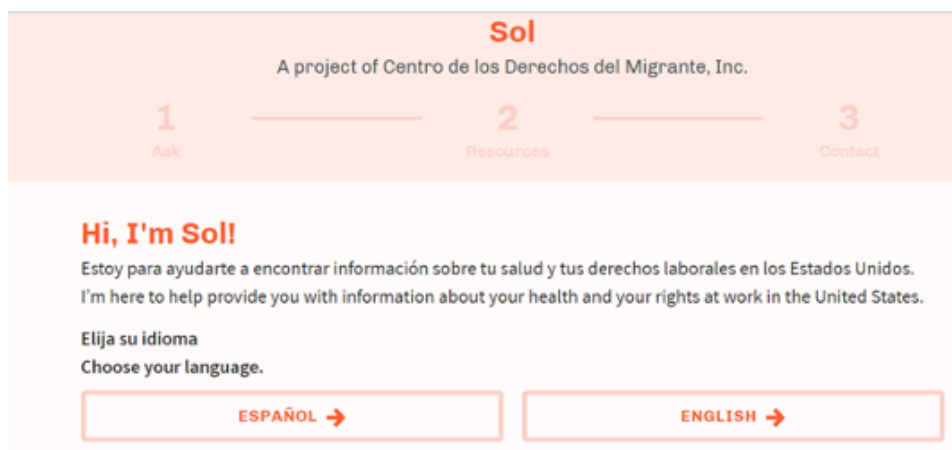 Sol
A project of Centro de los Derechos del Migrante, Inc.
1
2
3
Ask
Resources
Contact
Hi, I'm Sol!
Estoy para ayudarte a encontrar información sobre tu salud y tus derechos laborales en los Estados Unidos.
I'm here to help provide you with information about your health and your rights at work in the United States.
Elija su idioma
Choose your language.
ESPAÑOL →
ENGLISH →